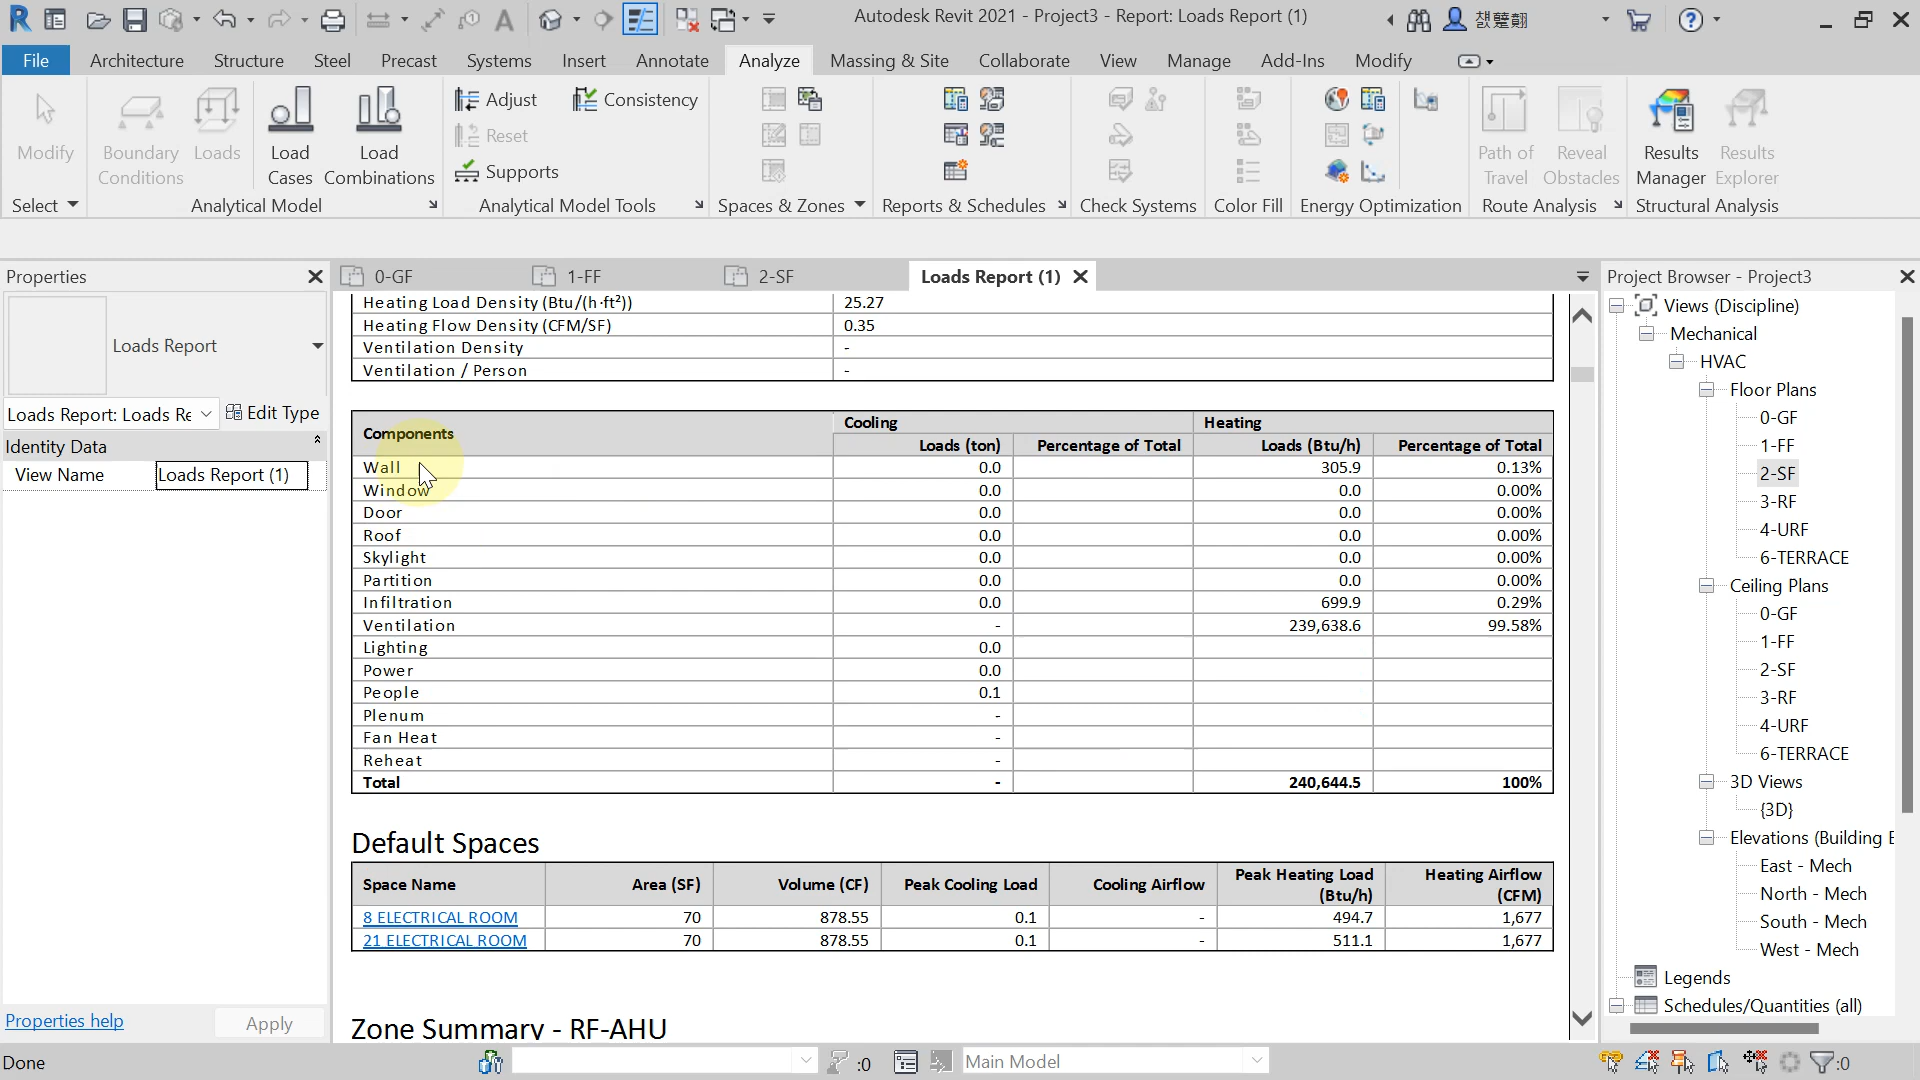 Autodesk Revit 2021 - Project3 - Report: Loads Report (1)
File Architecture Structure Steel Precast Systems Insert Annotate Analyze Massing & Site Collaborate View Manage Add-Ins Modify
Modify
Boundary Conditions
Loads
Load Cases
Load Combinations
Adjust
Consistency
Reset
Supports
Path of Travel
Reveal Obstacles
Results Manager
Results Explorer
Select Analytical Model Analytical Model Tools Spaces & Zones Reports & Schedules Check Systems Color Fill Energy Optimization Route Analysis Structural Analysis
Properties
Loads Report
Loads Report: Loads Re
Edit Type
Identity Data
View Name Loads Report (1)
Properties help
Apply
0-GF 1-FF 2-SF Loads Report (1)
Heating Load Density (Btu/(h·ft²)) 25.27
Heating Flow Density (CFM/SF) 0.35
Ventilation Density -
Ventilation / Person -
Components Cooling Heating
Loads (ton) Percentage of Total Loads (Btu/h) Percentage of Total
Wall 0.0 305.9 0.13%
Window 0.0 0.0 0.00%
Door 0.0 0.0 0.00%
Roof 0.0 0.0 0.00%
Skylight 0.0 0.0 0.00%
Partition 0.0 0.0 0.00%
Infiltration 0.0 699.9 0.29%
Ventilation - 239,638.6 99.58%
Lighting 0.0
Power 0.0
People 0.1
Plenum -
Fan Heat -
Reheat -
Total - 240,644.5 100%
Default Spaces
Space Name Area (SF) Volume (CF) Peak Cooling Load Cooling Airflow Peak Heating Load (Btu/h) Heating Airflow (CFM)
8 ELECTRICAL ROOM 70 878.55 0.1 - 494.7 1,677
21 ELECTRICAL ROOM 70 878.55 0.1 - 511.1 1,677
Zone Summary - RF-AHU
Project Browser - Project3
Views (Discipline)
Mechanical
HVAC
Floor Plans
0-GF
1-FF
2-SF
3-RF
4-URF
6-TERRACE
Ceiling Plans
0-GF
1-FF
2-SF
3-RF
4-URF
6-TERRACE
3D Views
{3D}
Elevations (Building E
East - Mech
North - Mech
South - Mech
West - Mech
Legends
Schedules/Quantities (all)
Done
:0
Main Model
:0